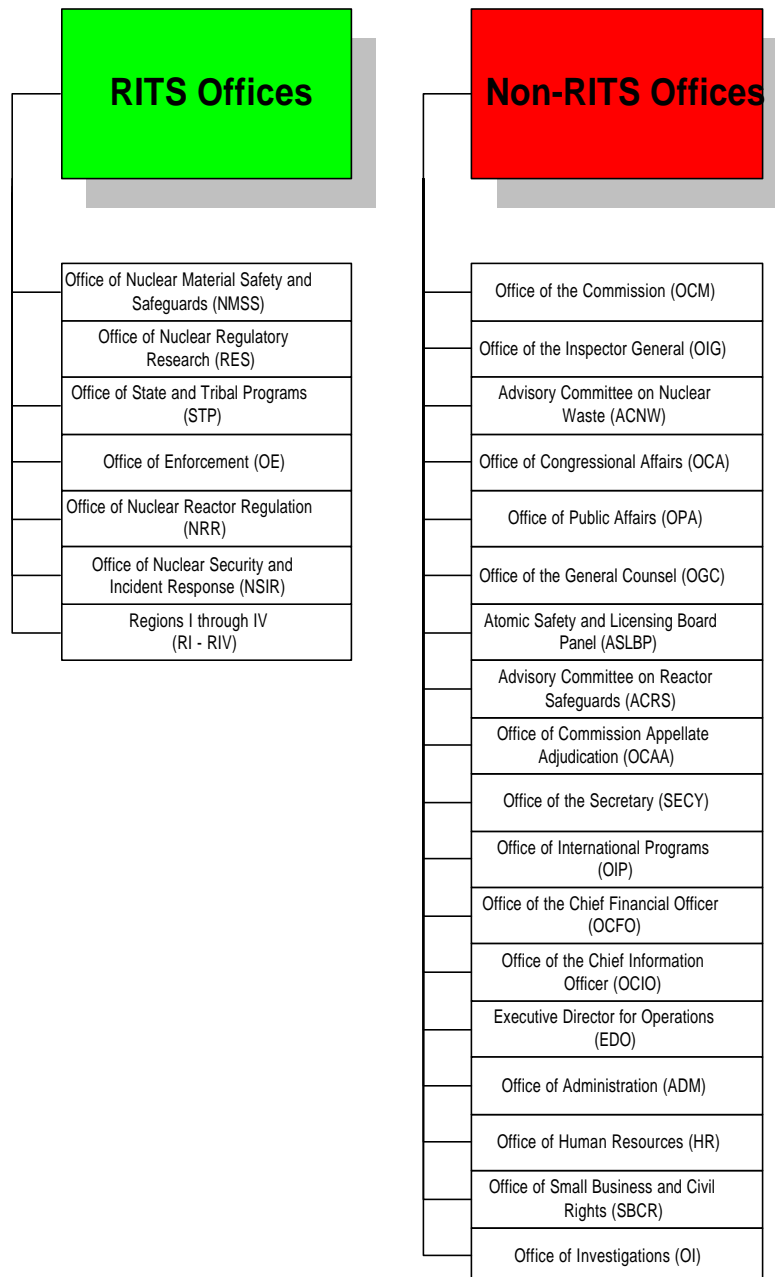 RITS Offices
Office of Nuclear Material Safety and
Safeguards (NMSS)
Office of Nuclear Regulatory
Research (RES)
Office of State and Tribal Programs
(STP)
Office of Enforcement (OE)
Office of Nuclear Reactor Regulation
(NRR)
Office of Nuclear Security and
Incident Response (NSIR)
Regions I through IV
(RI - RIV)
Non-RITS Offices
Office of the Commission (OCM)
Office of the Inspector General (OIG)
Advisory Committee on Nuclear
Waste (ACNW)
Office of Congressional Affairs (OCA)
Office of Public Affairs (OPA)
Office of the General Counsel (OGC)
Atomic Safety and Licensing Board
Panel (ASLBP)
Advisory Committee on Reactor
Safeguards (ACRS)
Office of Commission Appellate
Adjudication (OCAA)
Office of the Secretary (SECY)
Office of International Programs
(OIP)
Office of the Chief Financial Officer
(OCFO)
Office of the Chief Information
Officer (OCIO)
Executive Director for Operations
(EDO)
Office of Administration (ADM)
Office of Human Resources (HR)
Office of Small Business and Civil
Rights (SBCR)
Office of Investigations (OI)